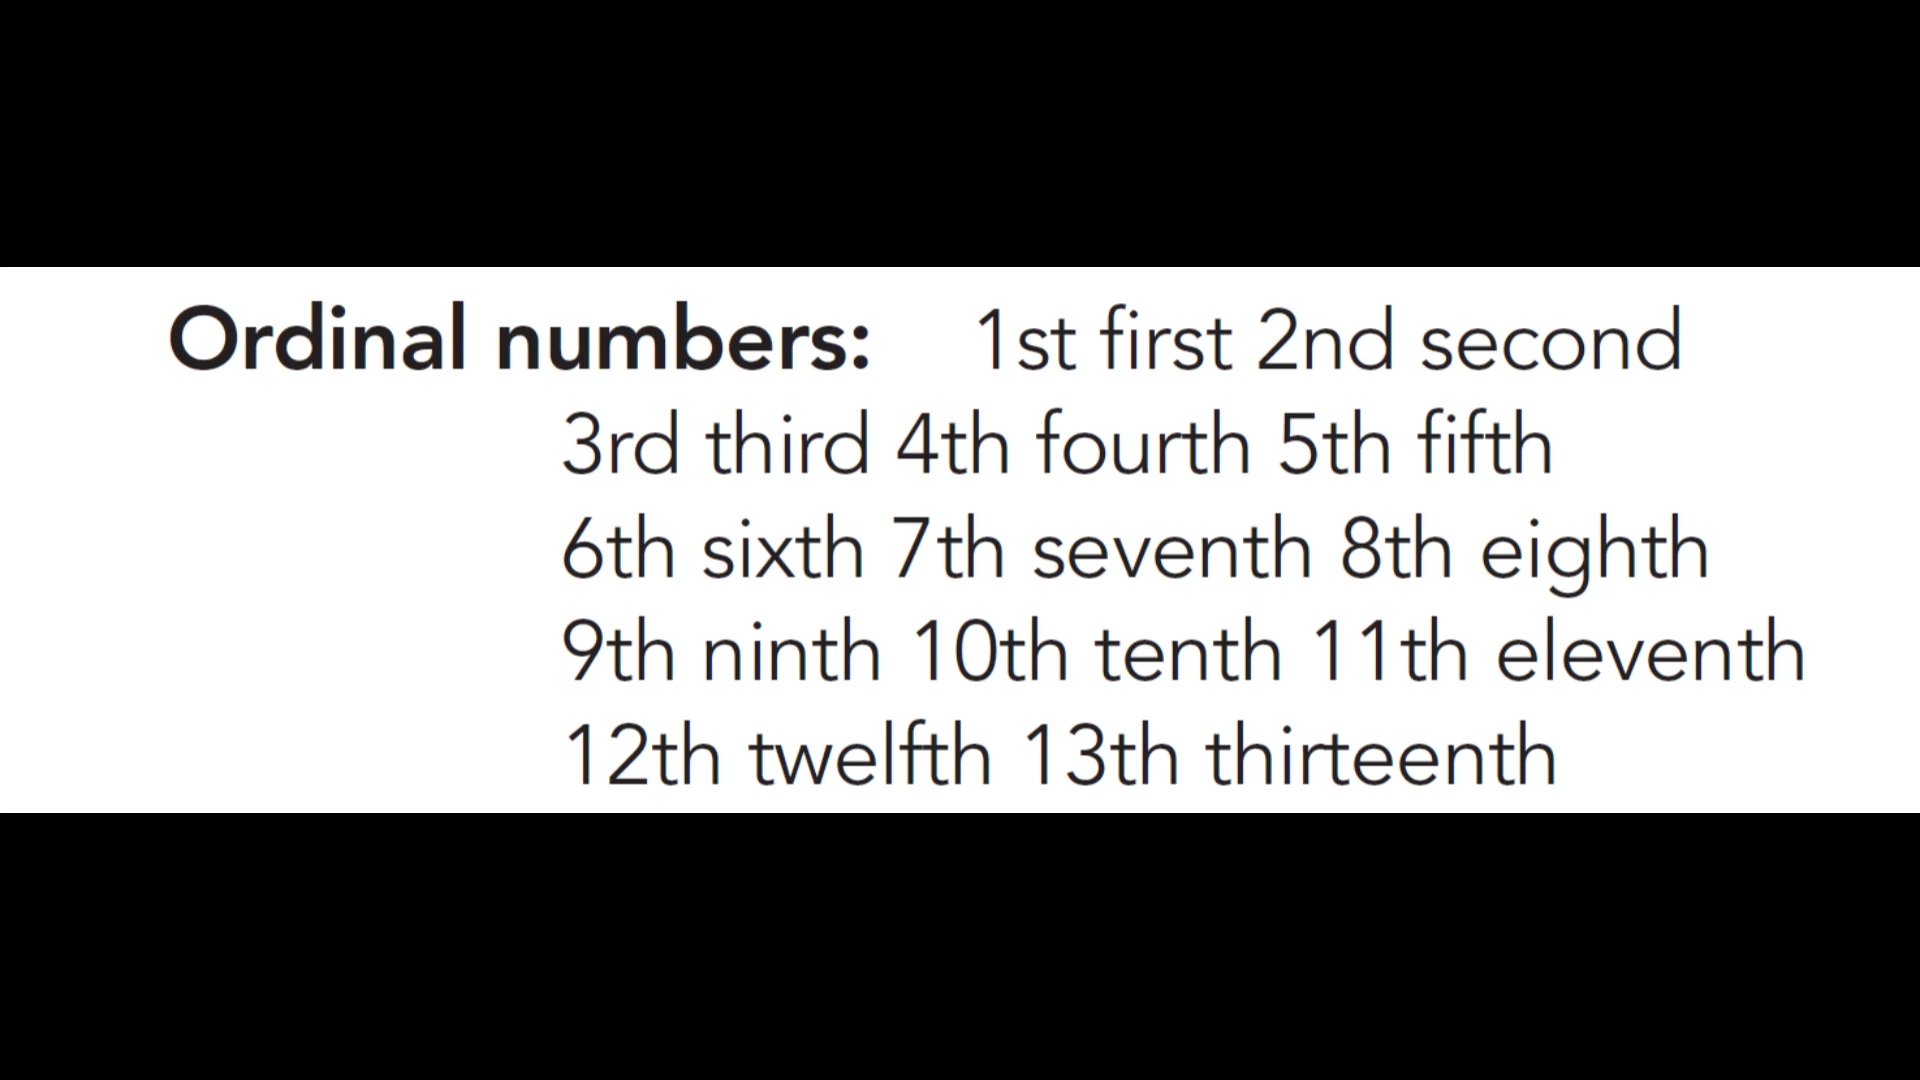 Ordinal numbers: 1st first 2nd second
3rd third 4th fourth 5th fifth
6th sixth 7th seventh 8th eighth
9th ninth 10th tenth 11th eleventh
12th twelfth 13th thirteenth